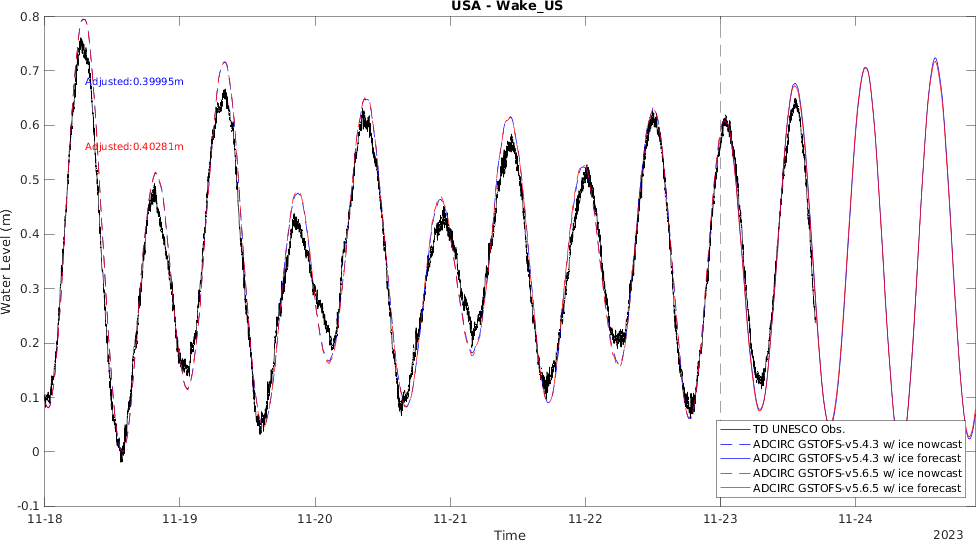 USA - Wake_US
0.8
0.7
0.6
0.5
0.4
0.3
0.2
0.1
0
-0.1
Water Level (m)
Adjusted:0.39995m
Adjusted:0.40281m
TD UNESCO Obs.
ADCIRC GSTOFS-v5.4.3 w/ ice nowcast
ADCIRC GSTOFS-v5.4.3 w/ ice forecast
ADCIRC GSTOFS-v5.6.5 w/ ice nowcast
ADCIRC GSTOFS-v5.6.5 w/ ice forecast
11-18 11-19 11-20 11-21 11-22 11-23 11-24
Time
2023